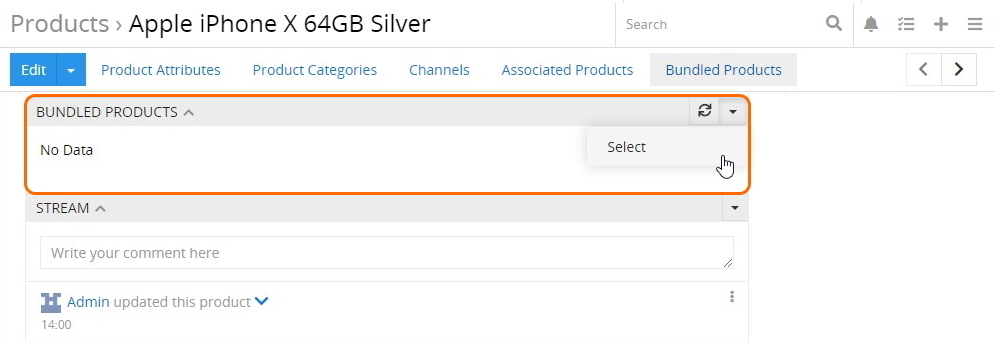 Products › Apple iPhone X 64GB Silver
Search
Edit
Product Attributes
Product Categories
Channels
Associated Products
Bundled Products
BUNDLED PRODUCTS
No Data
Select
STREAM
Write your comment here
Admin updated this product
14:00